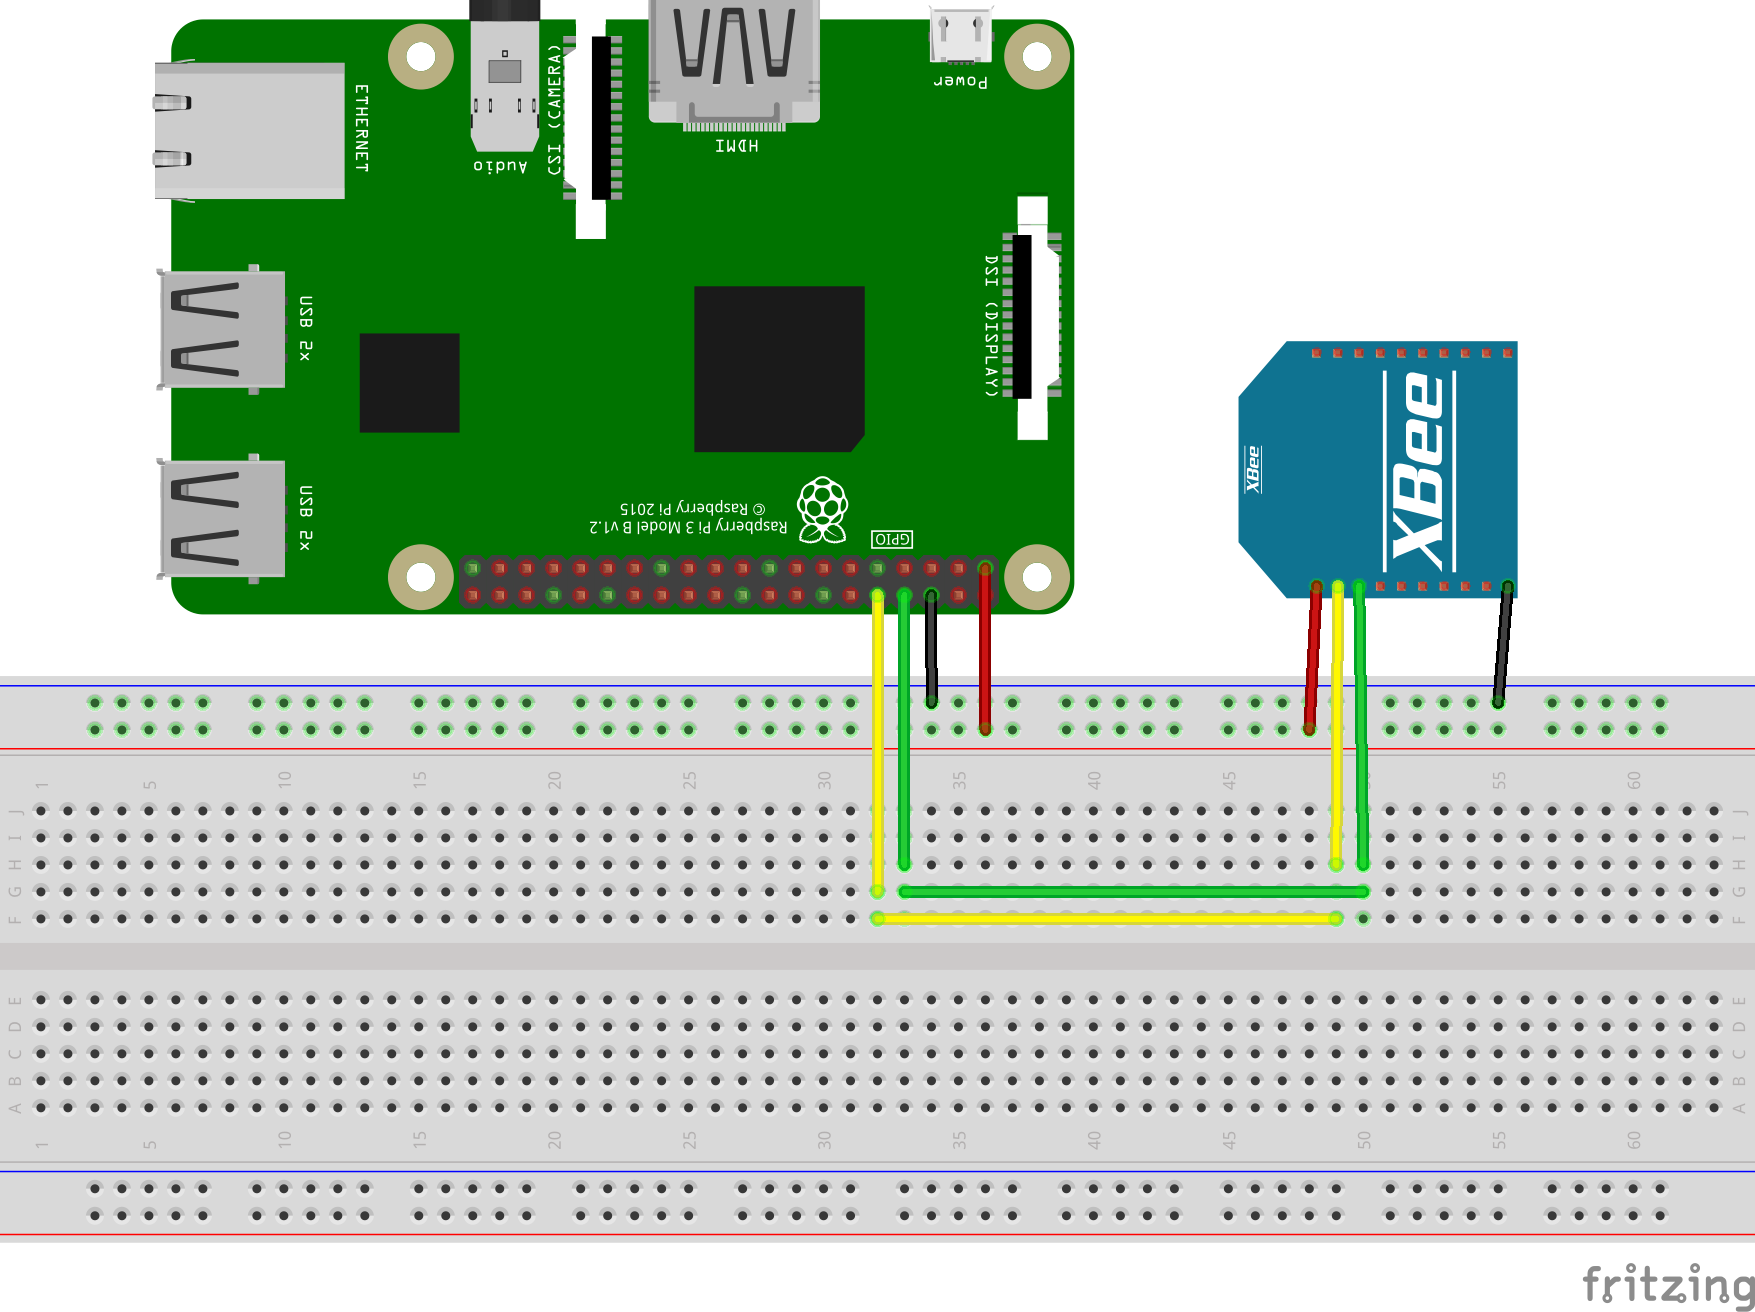 ETHERNET
Audio
CSI (CAMERA)
HDMI
Power
DSI (DISPLAY)
USB 2x
USB 2x
© Raspberry Pi 2015
Raspberry Pi 3 Model B v1.2
GPIO
XBee
XBee
1 5 10 15 20 25 30 35 40 45 50 55 60
J J
I I
H H
G G
F F
E E
D D
C C
B B
A A
1 5 10 15 20 25 30 35 40 45 50 55 60
fritzing